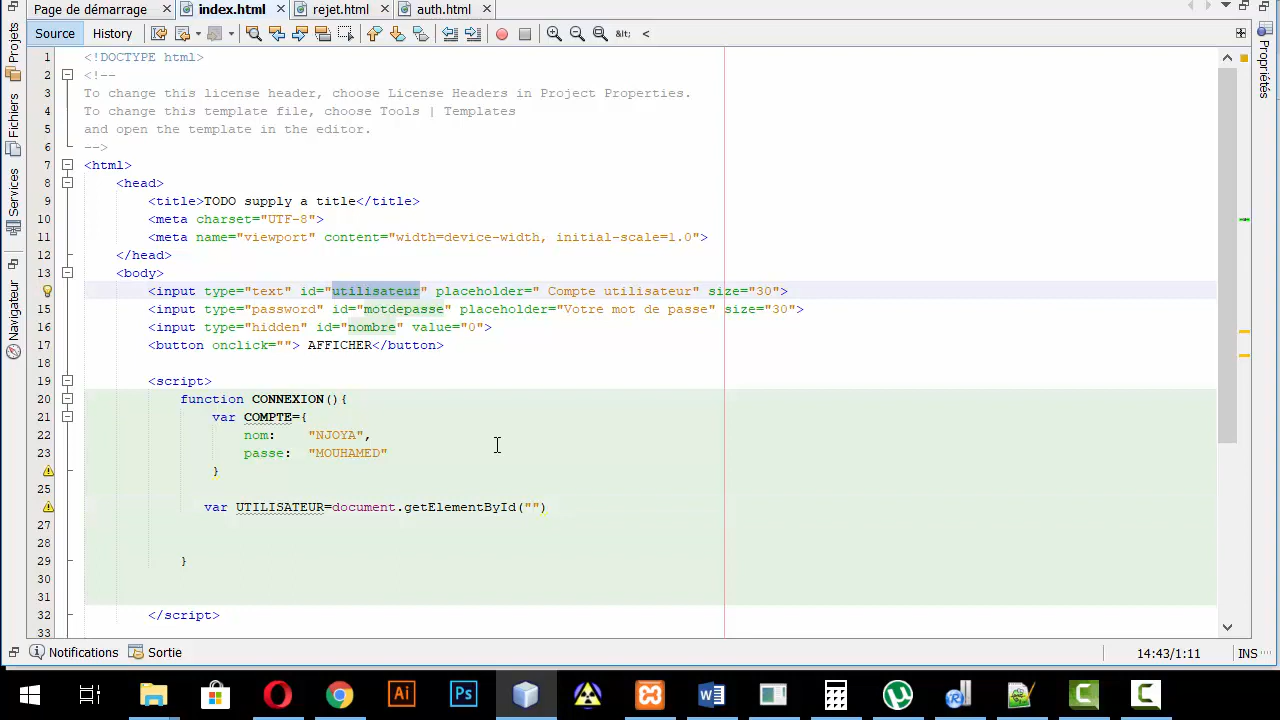 Page de démarrage
index.html
rejet.html
auth.html
Source
History
Projets
Fichiers
Services
Navigateur
Propriétés
1 <!DOCTYPE html>
2 <!--
3 To change this license header, choose License Headers in Project Properties.
4 To change this template file, choose Tools | Templates
5 and open the template in the editor.
6 -->
7 <html>
8 <head>
9 <title>TODO supply a title</title>
10 <meta charset="UTF-8">
11 <meta name="viewport" content="width=device-width, initial-scale=1.0">
12 </head>
13 <body>
<input type="text" id="utilisateur" placeholder=" Compte utilisateur" size="30">
15 <input type="password" id="motdepasse" placeholder="Votre mot de passe" size="30">
16 <input type="hidden" id="nombre" value="0">
17 <button onclick=""> AFFICHER</button>
18
19 <script>
20 function CONNEXION(){
21 var COMPTE={
22 nom: "NJOYA",
23 passe: "MOUHAMED"
}
25
var UTILISATEUR=document.getElementById("")
27
28
29 }
30
31
32 </script>
33
Notifications
Sortie
14:43/1:11
INS